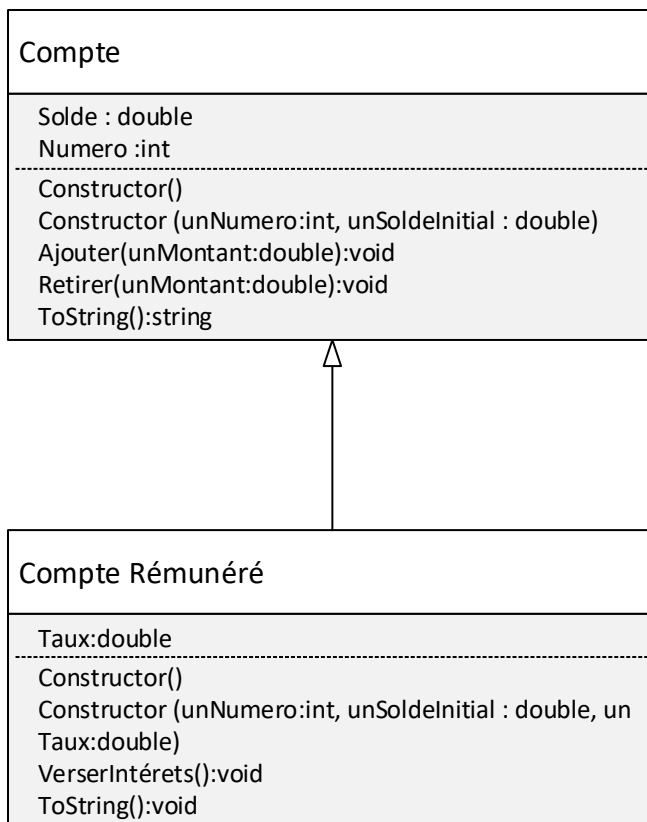 Compte
Solde : double
Numero :int
Constructor()
Constructor (unNumero:int, unSoldeInitial : double)
Ajouter(unMontant:double):void
Retirer(unMontant:double):void
ToString():string
Compte Rémunéré
Taux:double
Constructor()
Constructor (unNumero:int, unSoldeInitial : double, un
Taux:double)
VerserIntérets():void
ToString():void